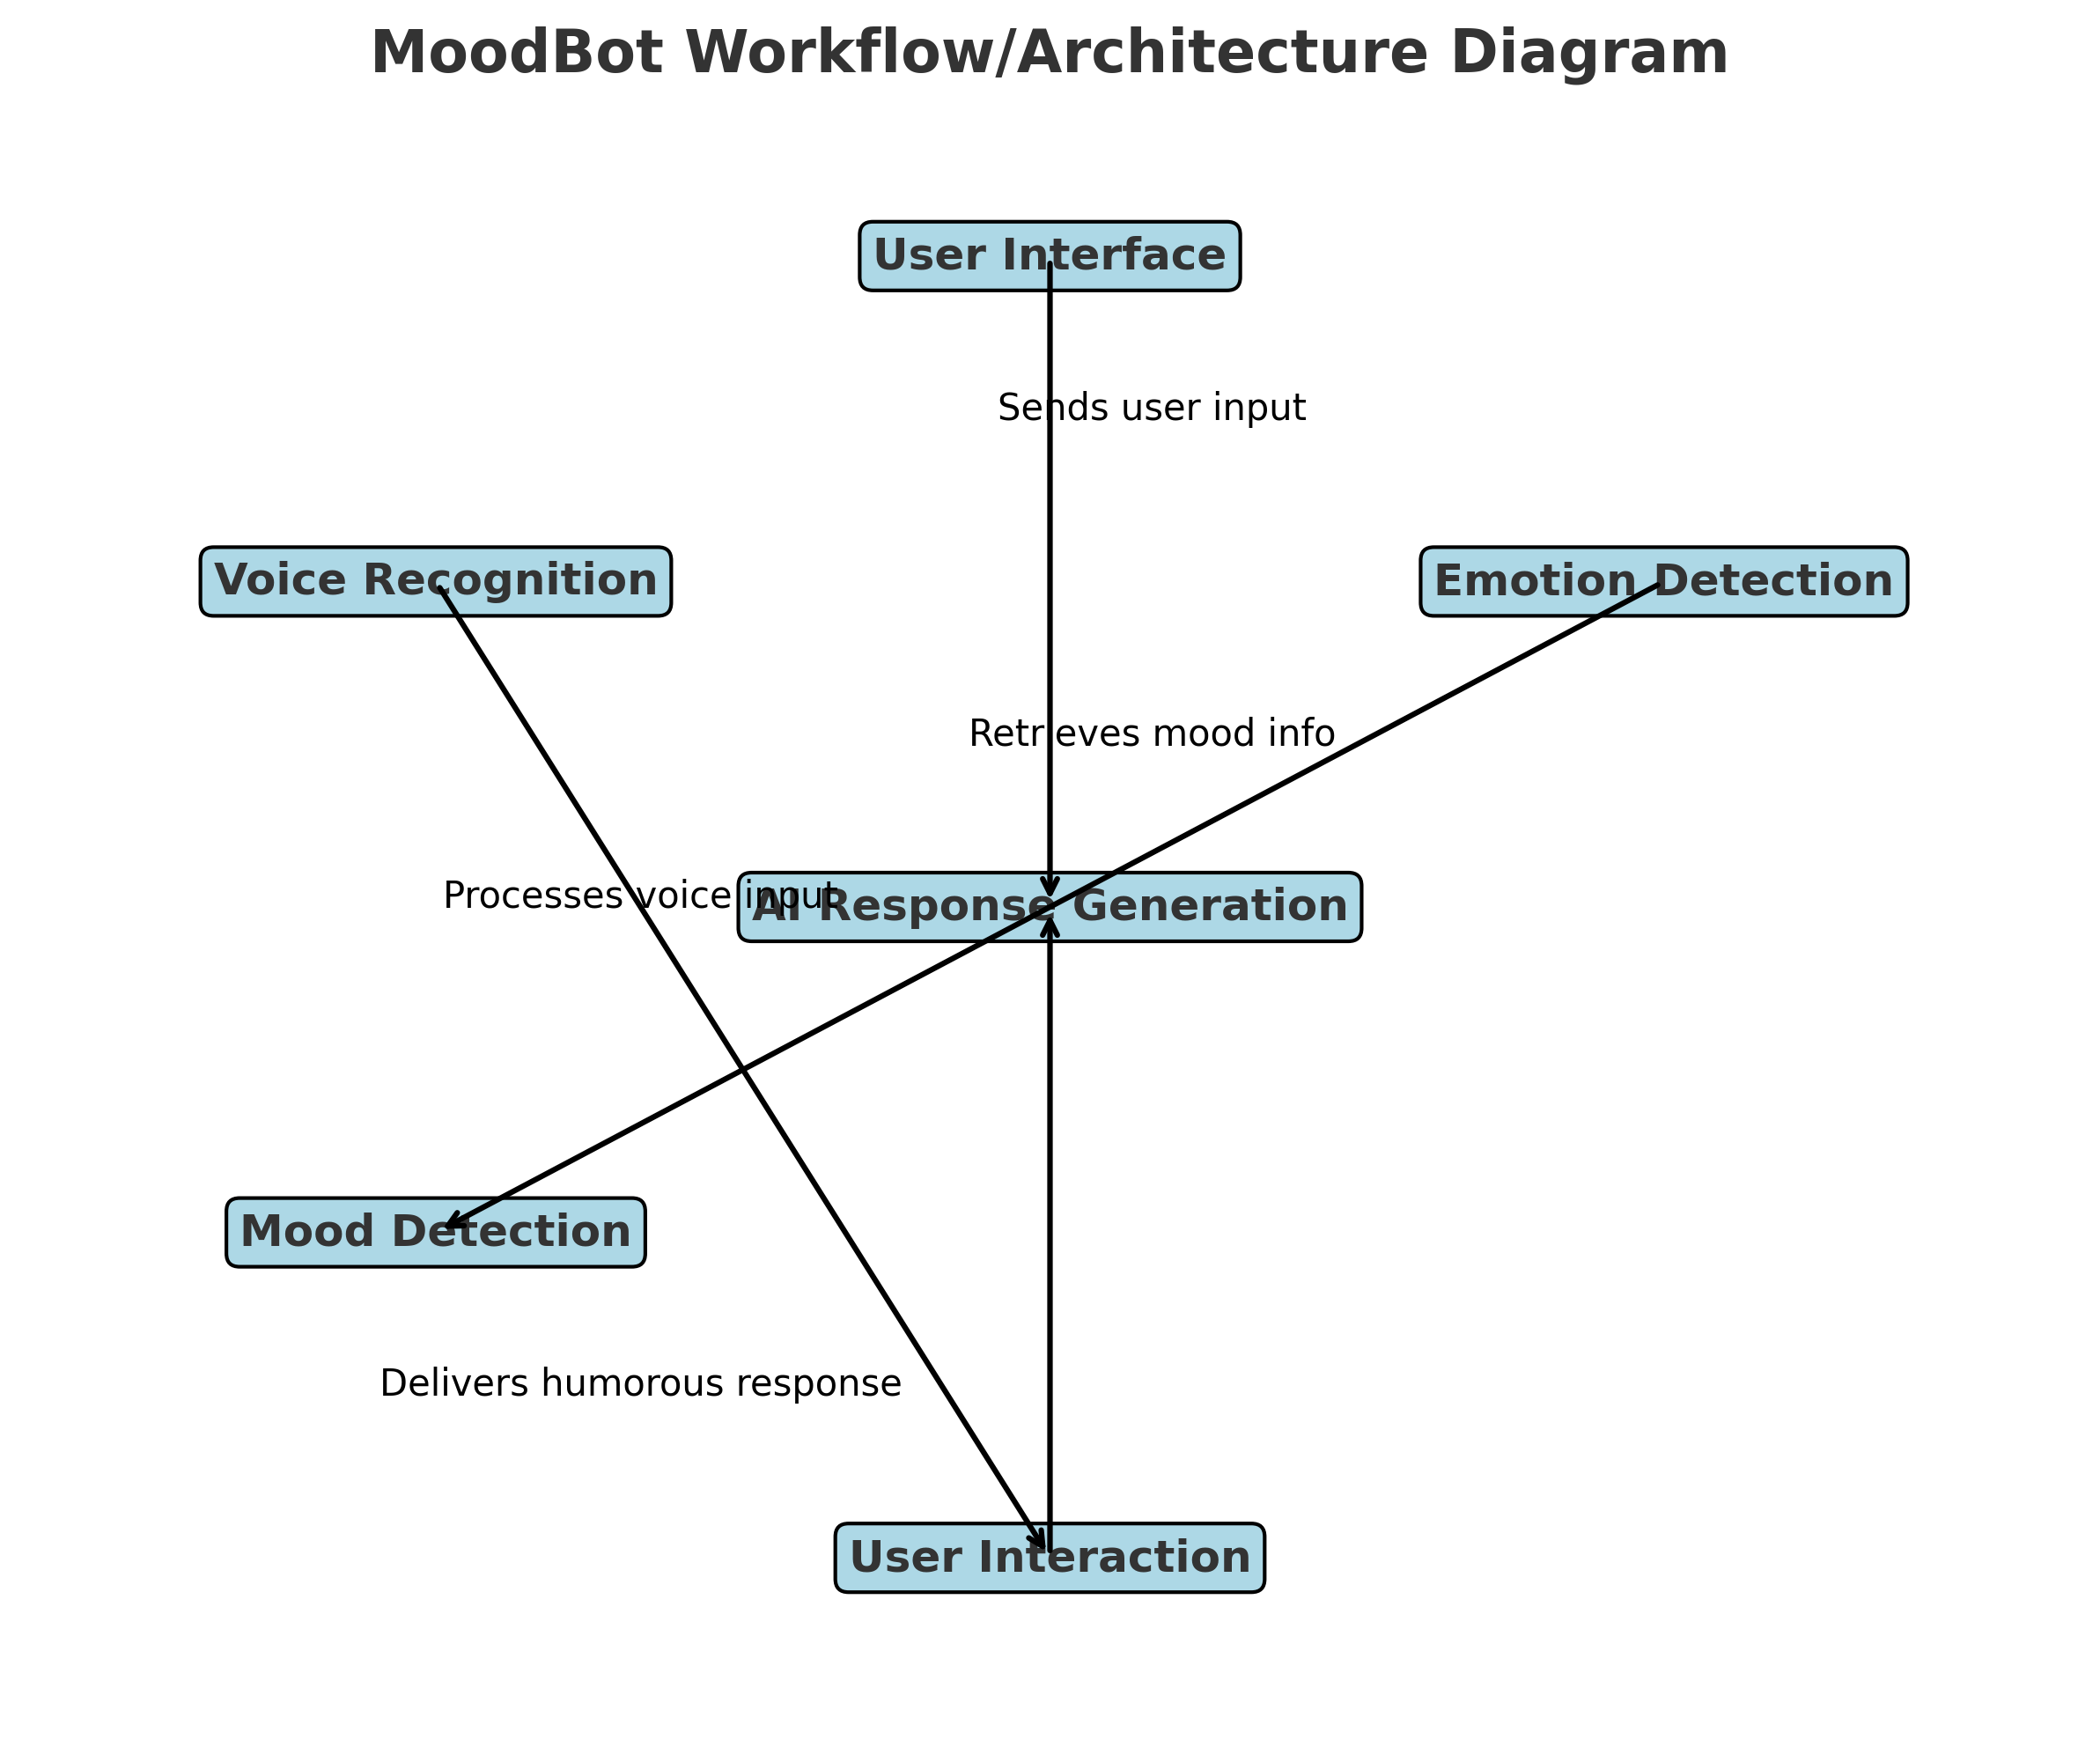 MoodBot Workflow/Architecture Diagram
User Interface
Sends user input
Voice Recognition
Emotion Detection
Retrieves mood info
Processes voice input
AI Response Generation
Mood Detection
Delivers humorous response
User Interaction